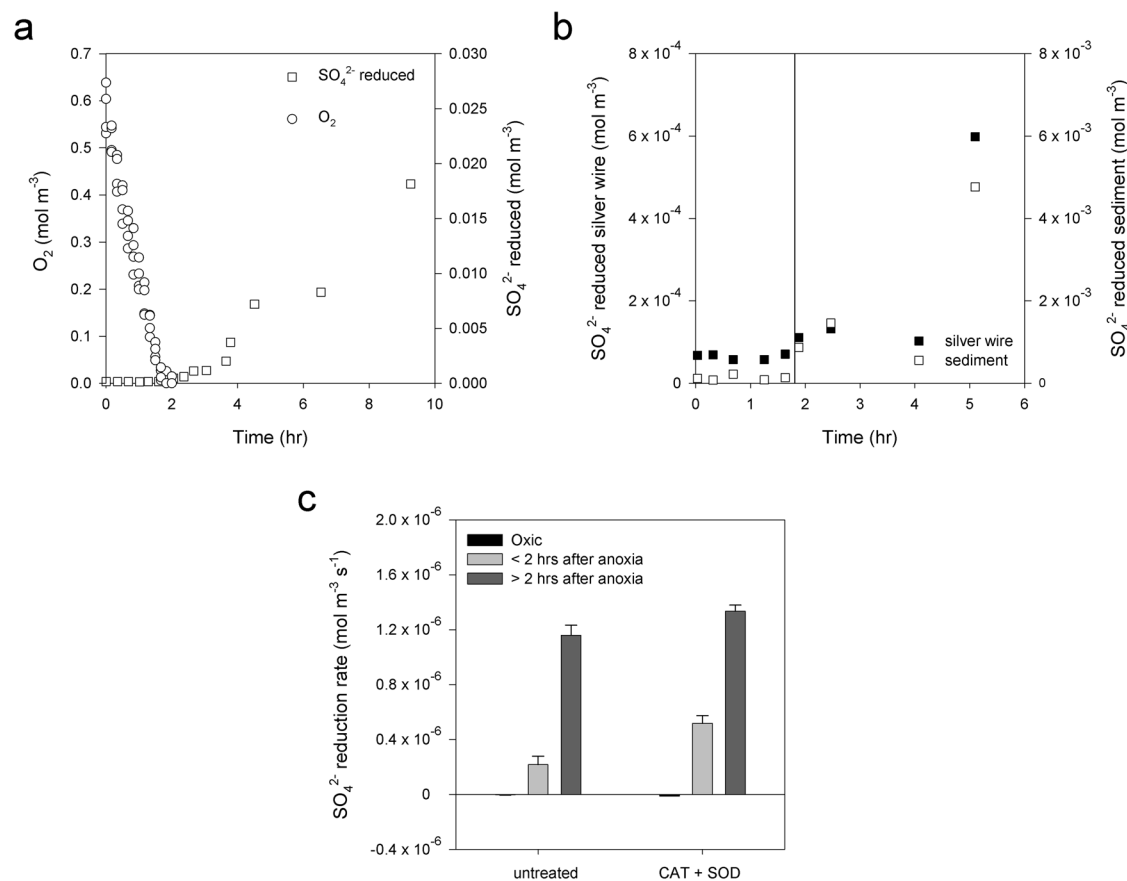 a
O₂ (mol m⁻³)
0.7
0.6
0.5
0.4
0.3
0.2
0.1
0.0
SO₄²⁻ reduced
O₂
0.030
0.025
0.020
0.015
0.010
0.005
0.000
SO₄²⁻ reduced (mol m⁻³)
0 2 4 6 8 10
Time (hr)
b
SO₄²⁻ reduced silver wire (mol m⁻³)
8 x 10⁻⁴
6 x 10⁻⁴
4 x 10⁻⁴
2 x 10⁻⁴
0
silver wire
sediment
8 x 10⁻³
6 x 10⁻³
4 x 10⁻³
2 x 10⁻³
0
SO₄²⁻ reduced sediment (mol m⁻³)
0 1 2 3 4 5 6
Time (hr)
c
SO₄²⁻ reduction rate (mol m⁻³ s⁻¹)
2.0 x 10⁻⁶
1.6 x 10⁻⁶
1.2 x 10⁻⁶
0.8 x 10⁻⁶
0.4 x 10⁻⁶
0
-0.4 x 10⁻⁶
Oxic
< 2 hrs after anoxia
> 2 hrs after anoxia
untreated CAT + SOD